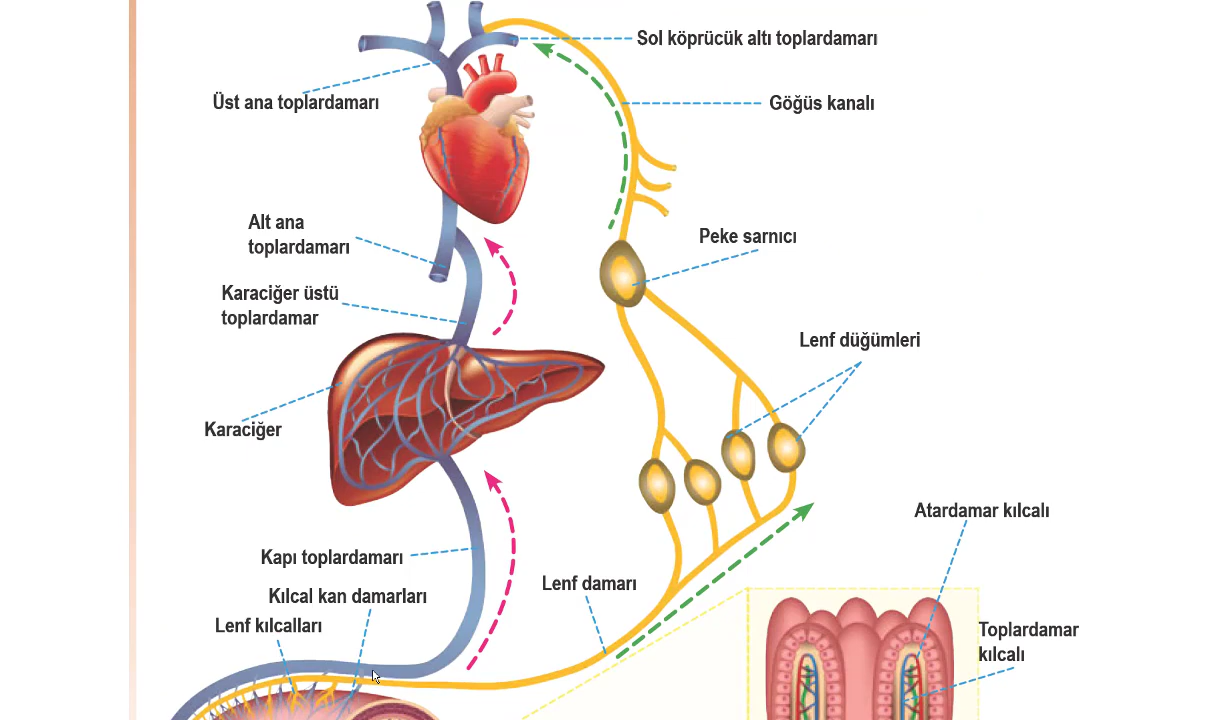 Sol köprücük altı toplardamarı
Üst ana toplardamarı
Göğüs kanalı
Alt ana
toplardamarı
Peke sarnıcı
Karaciğer üstü
toplardamar
Lenf düğümleri
Karaciğer
Atardamar kılcalı
Kapı toplardamarı
Lenf damarı
Kılcal kan damarları
Lenf kılcalları
Toplardamar
kılcalı